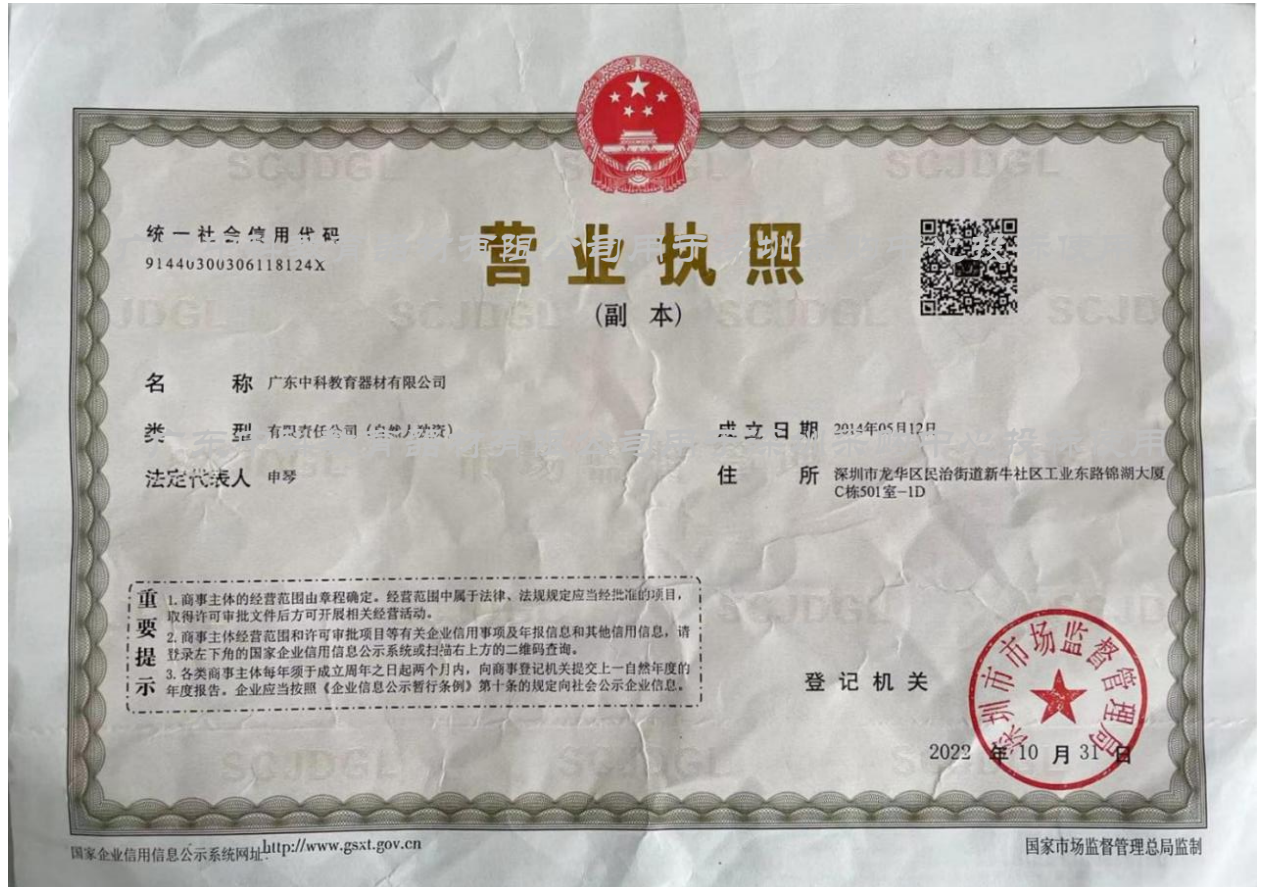 统一社会信用代码
91440300306118124X
营业执照
(副 本)
名 称 广东中科教育器材有限公司
类 型 有限责任公司(自然人独资)
法定代表人 申琴
成立日期 2014年05月12日
住 所 深圳市龙华区民治街道新牛社区工业东路锦湖大厦
C栋501室-1D
重要提示
1. 商事主体的经营范围由章程确定。经营范围中属于法律、法规规定应当经批准的项目,
取得许可审批文件后方可开展相关经营活动。
2. 商事主体经营范围和许可审批项目等有关企业信用事项及年报信息和其他信用信息,请
登录左下角的国家企业信用信息公示系统或扫描右上方的二维码查询。
3. 各类商事主体每年须于成立周年之日起两个月内,向商事登记机关提交上一自然年度的
年度报告。企业应当按照《企业信息公示暂行条例》第十条的规定向社会公示企业信息。
登记机关
深圳市市场监督管理局
2022 年 10 月 31 日
国家企业信用信息公示系统网址:http://www.gsxt.gov.cn
国家市场监督管理总局监制